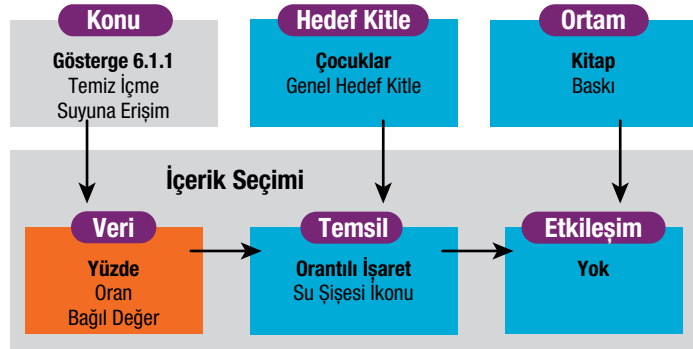 Konu
Gösterge 6.1.1
Temiz İçme
Suyuna Erişim
Hedef Kitle
Çocuklar
Genel Hedef Kitle
Ortam
Kitap
Baskı
İçerik Seçimi
Veri
Yüzde
Oran
Bağıl Değer
Temsil
Orantılı İşaret
Su Şişesi İkonu
Etkileşim
Yok